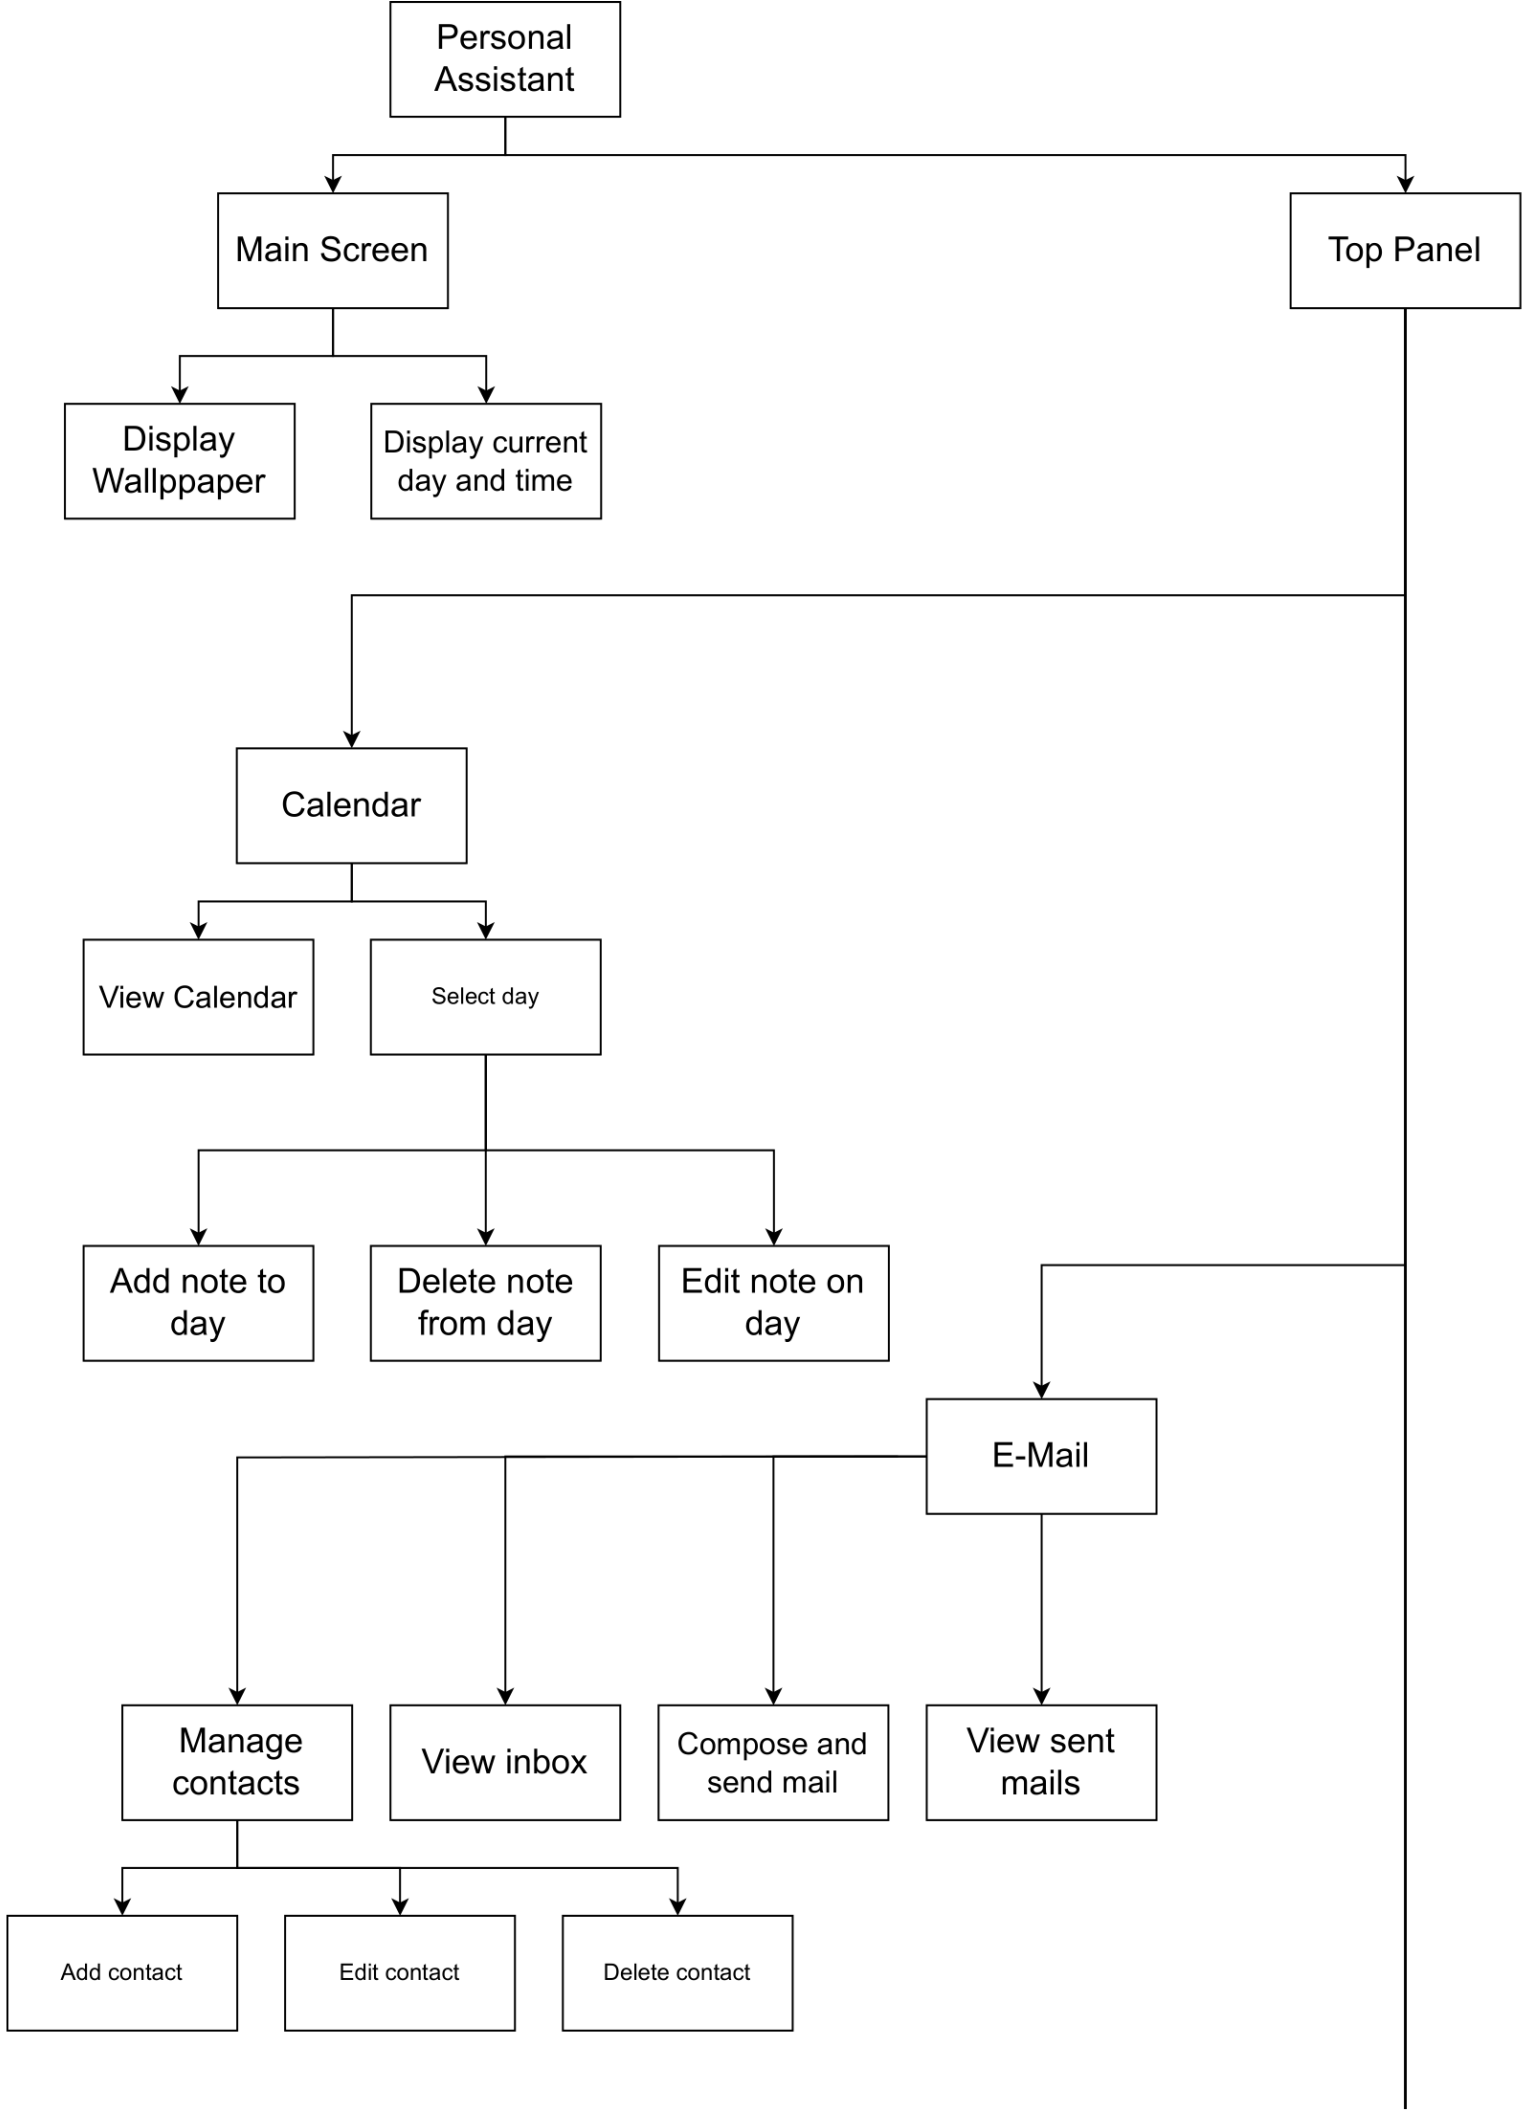 Personal
Assistant
Main Screen
Top Panel
Display
Wallppaper
Display current
day and time
Calendar
View Calendar
Select day
Add note to
day
Delete note
from day
Edit note on
day
E-Mail
Manage
contacts
View inbox
Compose and
send mail
View sent
mails
Add contact
Edit contact
Delete contact